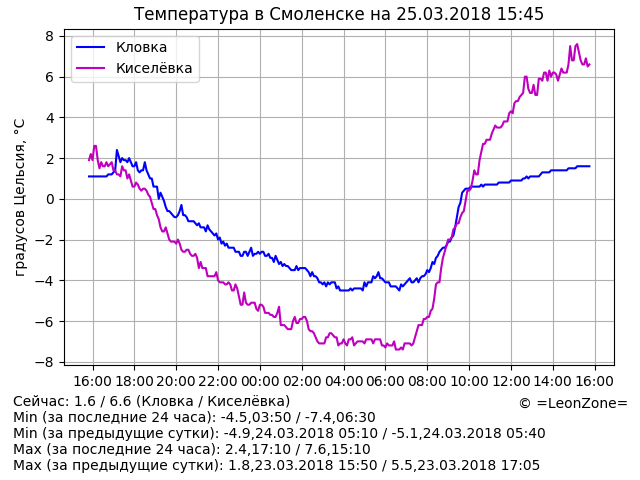 Температура в Смоленске на 25.03.2018 15:45
Кловка
Киселёвка
градусов Цельсия, °C
8
6
4
2
0
−2
−4
−6
−8
16:00 18:00 20:00 22:00 00:00 02:00 04:00 06:00 08:00 10:00 12:00 14:00 16:00
Сейчас: 1.6 / 6.6 (Кловка / Киселёвка)
© =LeonZone=
Min (за последние 24 часа): -4.5,03:50 / -7.4,06:30
Min (за предыдущие сутки): -4.9,24.03.2018 05:10 / -5.1,24.03.2018 05:40
Max (за последние 24 часа): 2.4,17:10 / 7.6,15:10
Max (за предыдущие сутки): 1.8,23.03.2018 15:50 / 5.5,23.03.2018 17:05